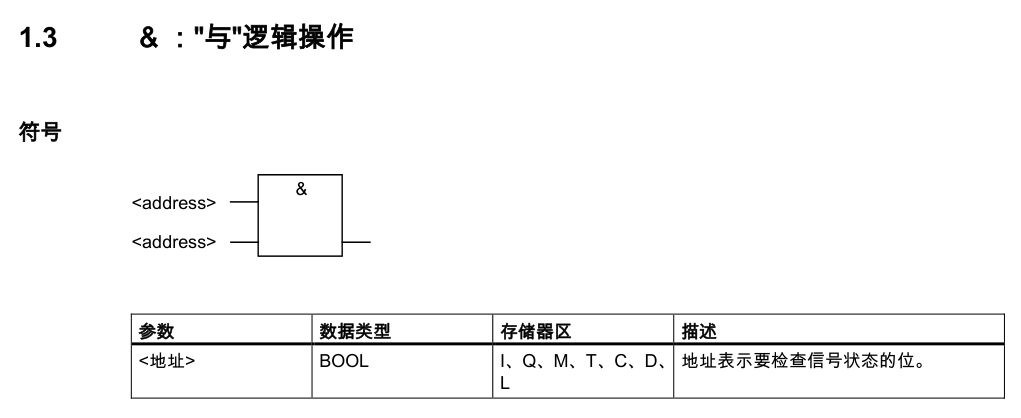 1.3 & ："与"逻辑操作
符号
&
<address>
<address>
参数 数据类型 存储器区 描述
<地址> BOOL I、Q、M、T、C、D、 地址表示要检查信号状态的位。
L